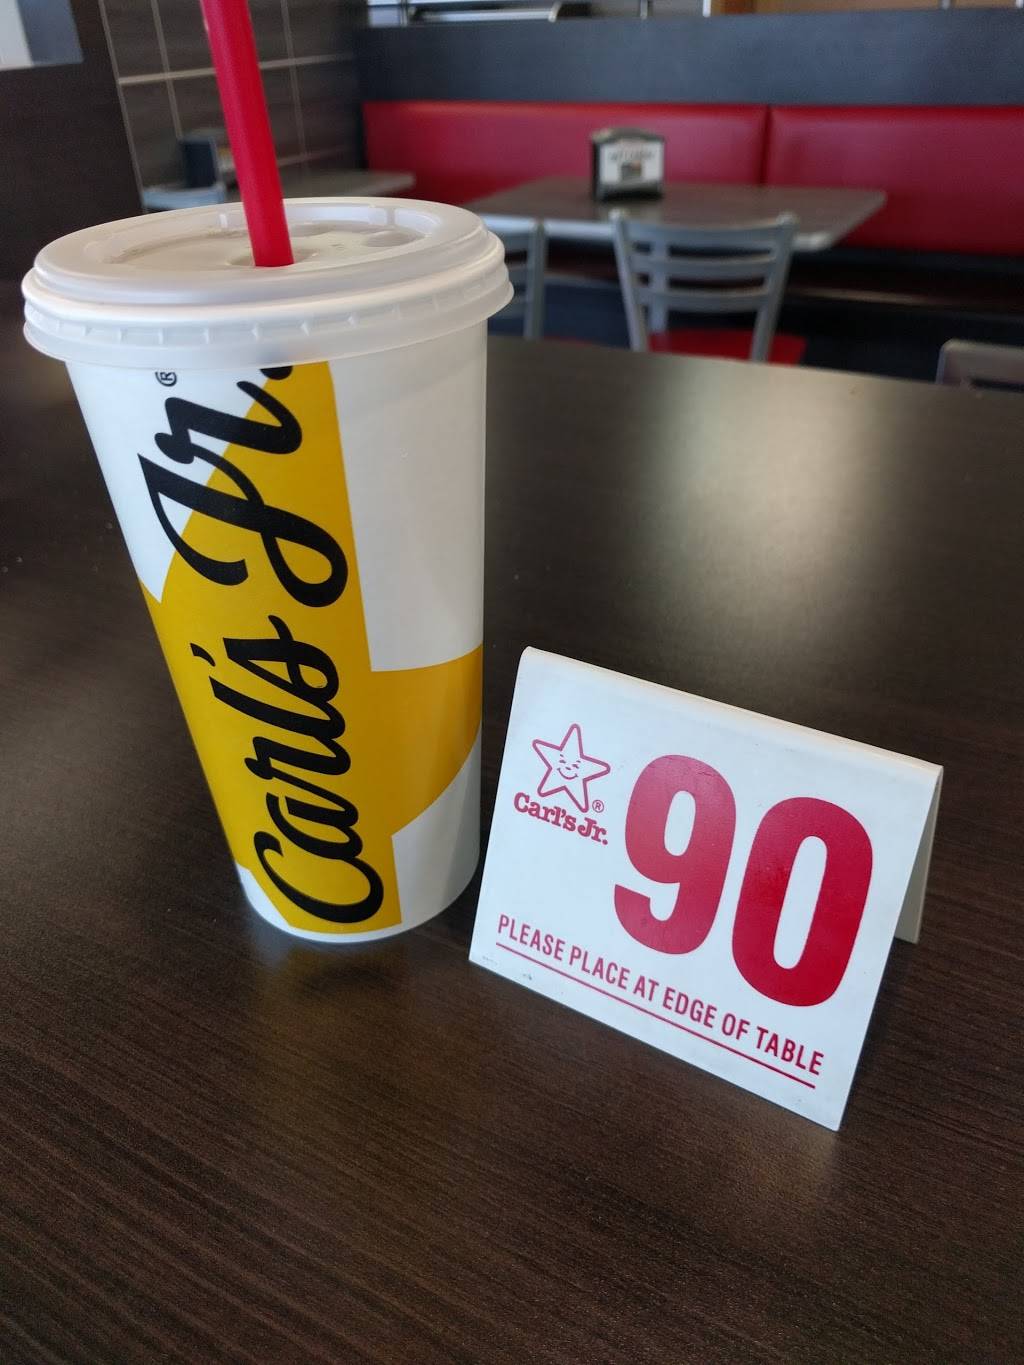 Carl's Jr.®
Carl's Jr.®
90
PLEASE PLACE AT EDGE OF TABLE